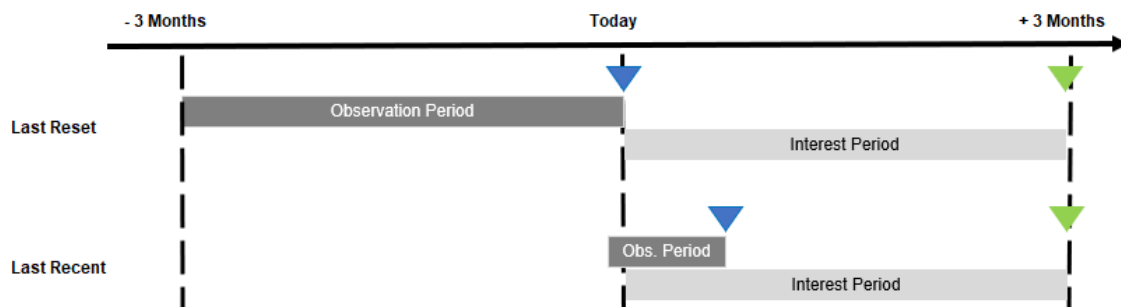 - 3 Months
Today
+ 3 Months
Observation Period
Last Reset
Interest Period
Obs. Period
Last Recent
Interest Period